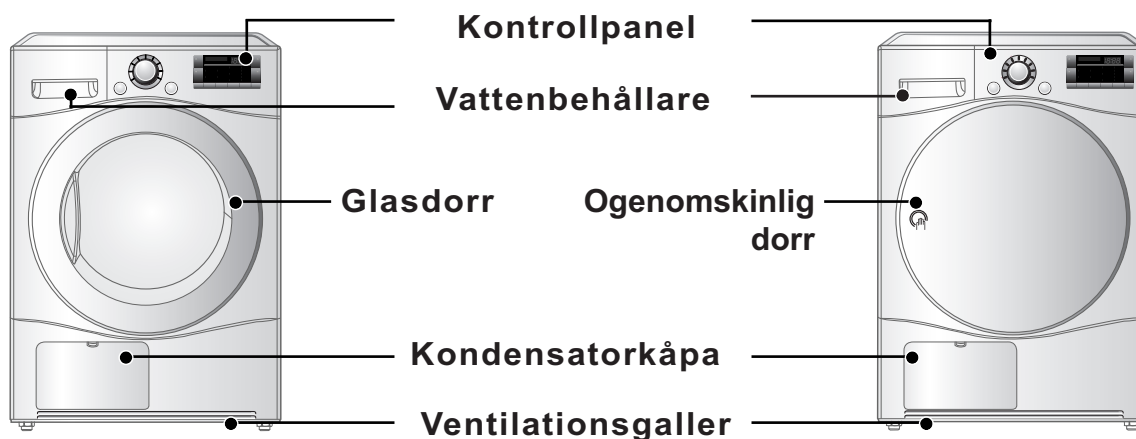 Kontrollpanel
Vattenbehållare
Glasdorr
Ogenomskinlig
dorr
Kondensatorkåpa
Ventilationsgaller